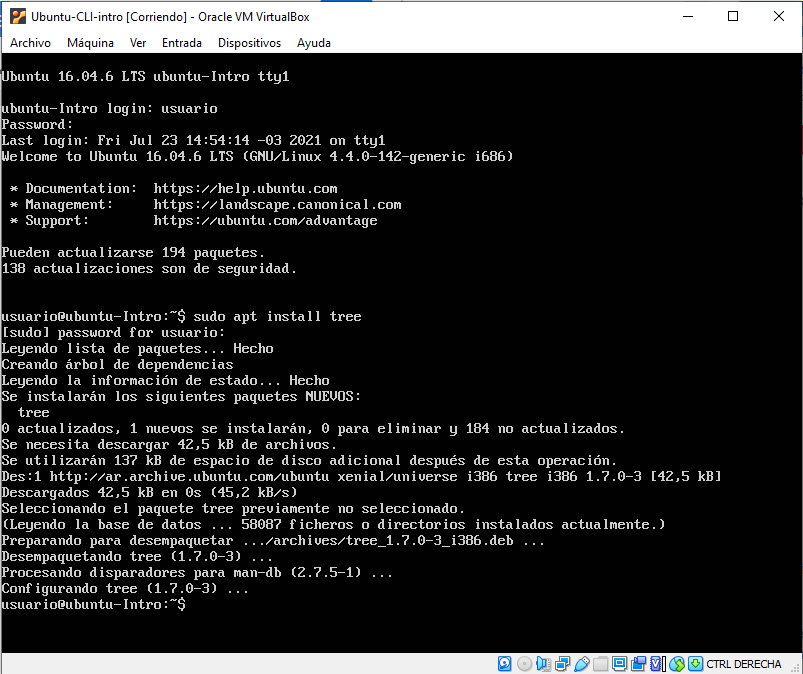 Ubuntu-CLI-intro [Corriendo] - Oracle VM VirtualBox
Archivo Máquina Ver Entrada Dispositivos Ayuda
Ubuntu 16.04.6 LTS ubuntu-Intro tty1
ubuntu-Intro login: usuario
Password:
Last login: Fri Jul 23 14:54:14 -03 2021 on tty1
Welcome to Ubuntu 16.04.6 LTS (GNU/Linux 4.4.0-142-generic i686)
* Documentation:  https://help.ubuntu.com
* Management:     https://landscape.canonical.com
* Support:        https://ubuntu.com/advantage
Pueden actualizarse 194 paquetes.
138 actualizaciones son de seguridad.
usuario@ubuntu-Intro:~$ sudo apt install tree
[sudo] password for usuario:
Leyendo lista de paquetes... Hecho
Creando árbol de dependencias
Leyendo la información de estado... Hecho
Se instalarán los siguientes paquetes NUEVOS:
tree
0 actualizados, 1 nuevos se instalarán, 0 para eliminar y 184 no actualizados.
Se necesita descargar 42,5 kB de archivos.
Se utilizarán 137 kB de espacio de disco adicional después de esta operación.
Des:1 http://ar.archive.ubuntu.com/ubuntu xenial/universe i386 tree i386 1.7.0-3 [42,5 kB]
Descargados 42,5 kB en 0s (45,2 kB/s)
Seleccionando el paquete tree previamente no seleccionado.
(Leyendo la base de datos ... 58087 ficheros o directorios instalados actualmente.)
Preparando para desempaquetar .../archives/tree_1.7.0-3_i386.deb ...
Desempaquetando tree (1.7.0-3) ...
Procesando disparadores para man-db (2.7.5-1) ...
Configurando tree (1.7.0-3) ...
usuario@ubuntu-Intro:~$
CTRL DERECHA